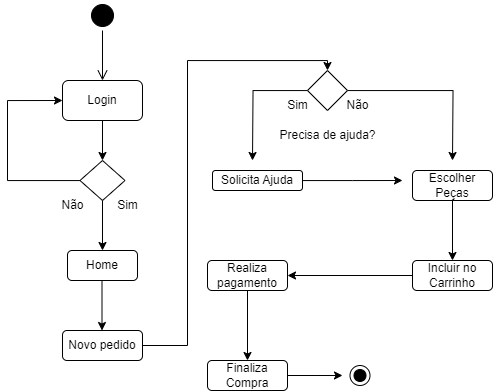 Login
Não
Sim
Home
Novo pedido
Sim
Não
Precisa de ajuda?
Solicita Ajuda
Escolher
Peças
Incluir no
Carrinho
Realiza
pagamento
Finaliza
Compra